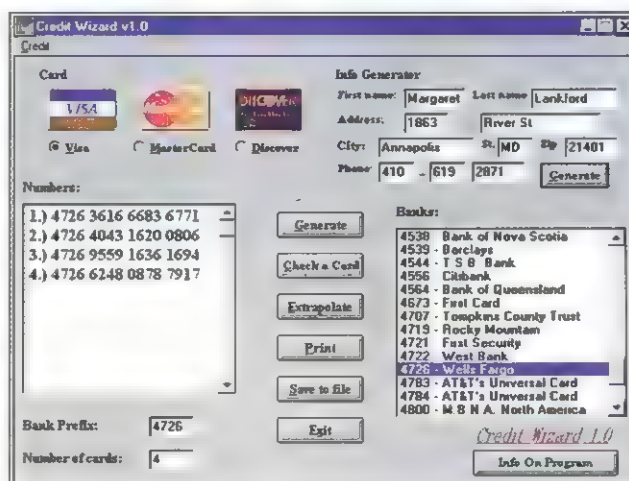 Credit Wizard v1.0
Credit
Card
VISA
DISCOVER
Visa
MasterCard
Discover
Info Generator
First name: Margaret Last name Lankford
Address: 1863 River St
City: Annapolis St. MD Zip 21401
Phone: 410 - 619 2871
Generate
Numbers:
1.) 4726 3616 6683 6771
2.) 4726 4043 1620 0806
3.) 4726 9559 1636 1694
4.) 4726 6248 0878 7917
Generate
Check a Card
Extrapolate
Print
Save to file
Exit
Banks:
4538 Bank of Nova Scotia
4539 - Barclays
4544 - T S B Bank
4556 Citibank
4564 - Bank of Queensland
4673 - First Card
4707 - Tompkins County Trust
4719 - Rocky Mountain
4721 First Security
4722 West Bank
4726 - Wells Fargo
4783 - AT&T's Universal Card
4784 - AT&T's Universal Card
4800 - M B N A. North America
Bank Prefix: 4726
Number of cards: 4
Credit Wizard 1.0
Info On Program